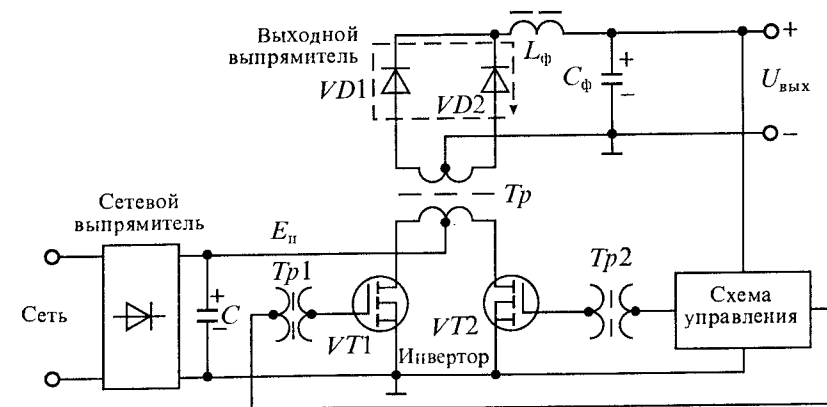 Выходной
выпрямитель
VD1
VD2
Lф
Cф
+
−
+
Uвых
−
Сетевой
выпрямитель
Eп
Tp
Tp1
Tp2
Сеть
+
−
C
VT1
Инвертор
VT2
Схема
управления